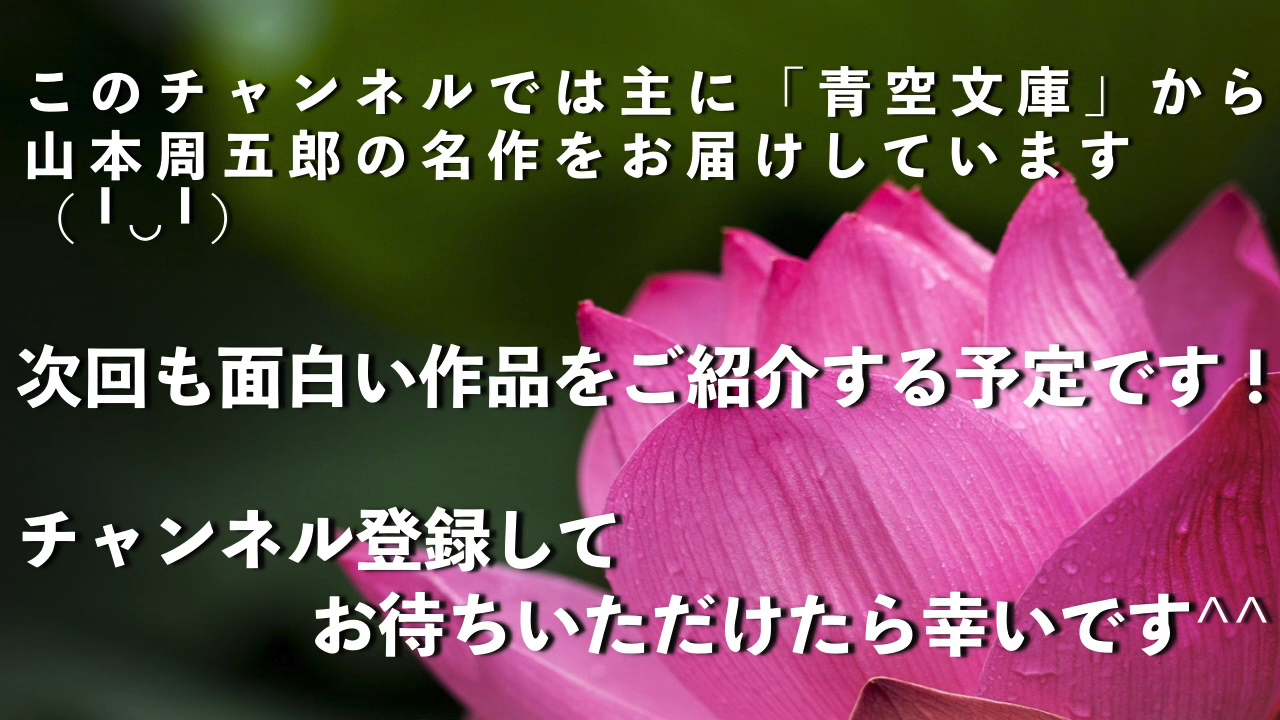 このチャンネルでは主に「青空文庫」から
山本周五郎の名作をお届けしています
（╹◡╹）
次回も面白い作品をご紹介する予定です！
チャンネル登録して
お待ちいただけたら幸いです^^